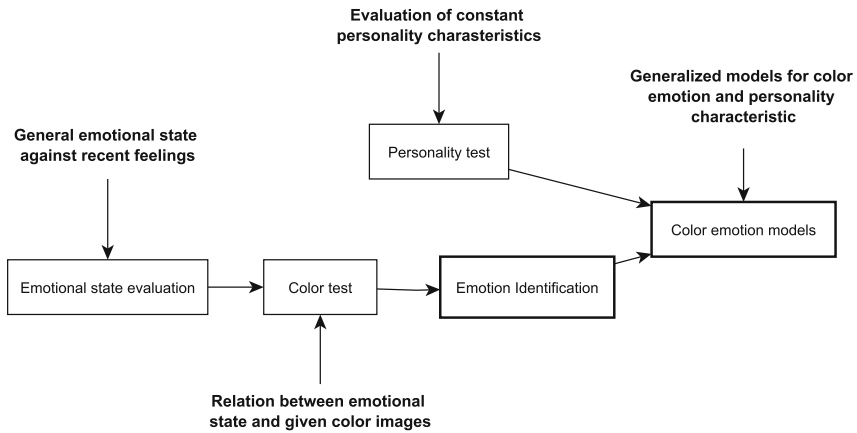 Evaluation of constant
personality charasteristics
Generalized models for color
emotion and personality
characteristic
General emotional state
against recent feelings
Personality test
Color emotion models
Emotional state evaluation
Color test
Emotion Identification
Relation between emotional
state and given color images